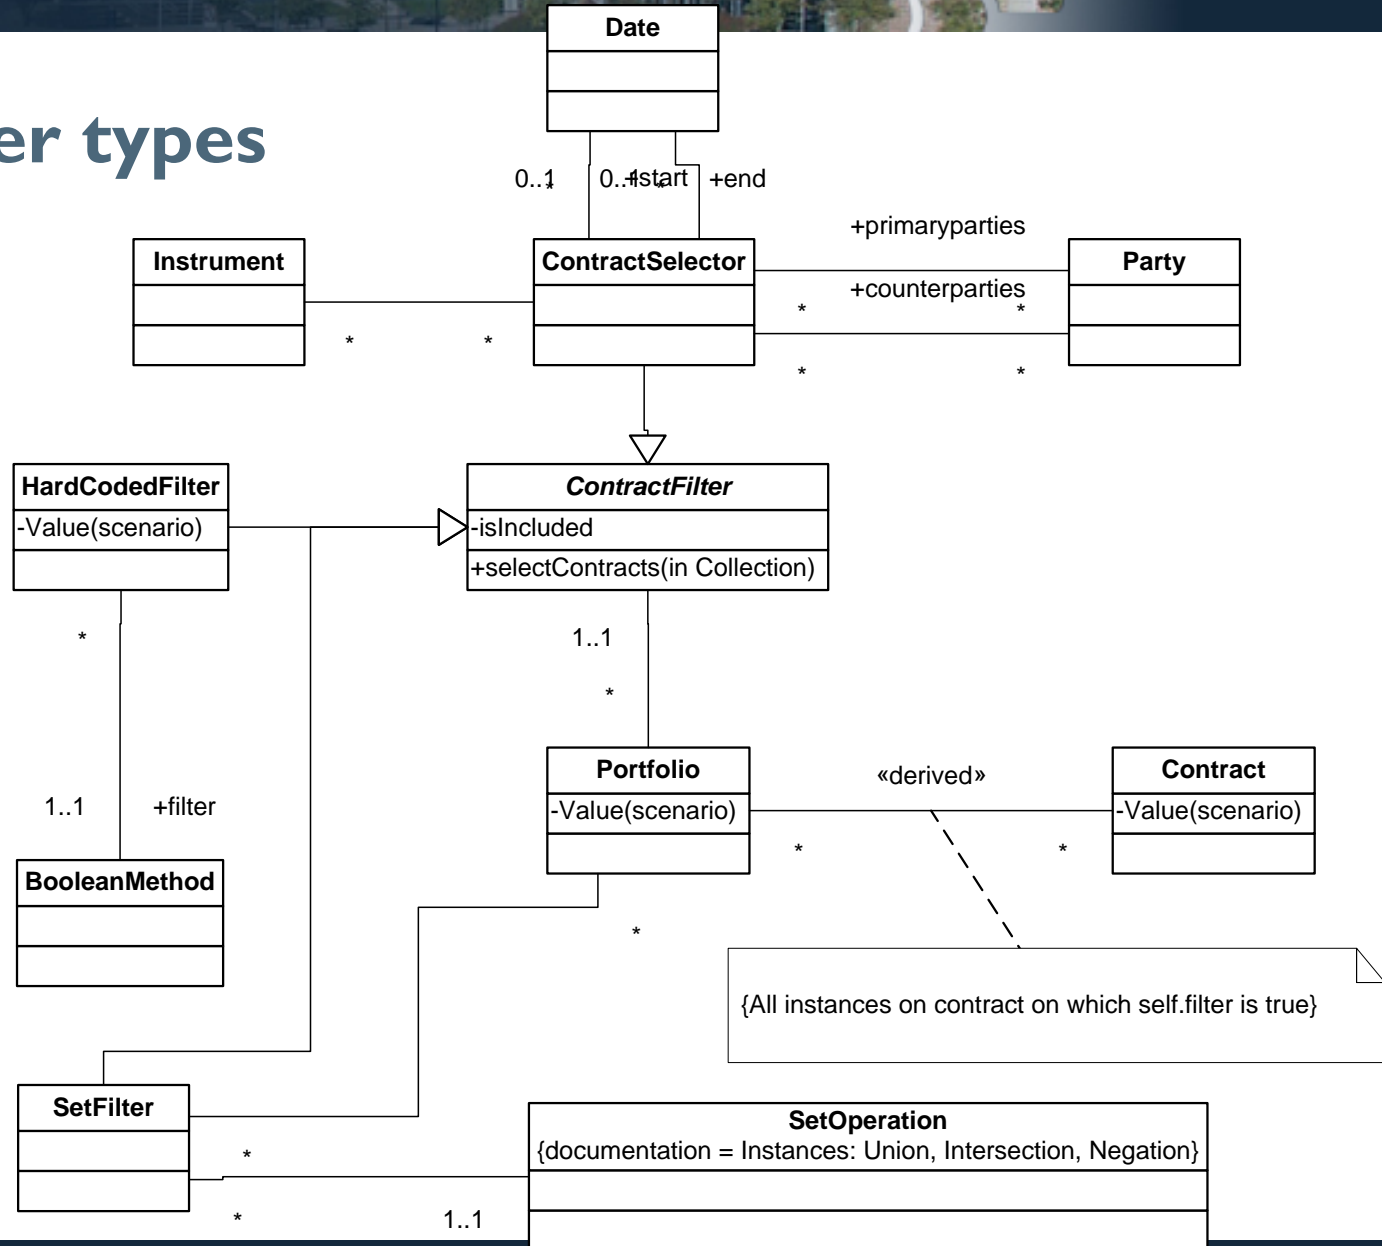 Date
er types
0..1
*
0..1
+start
*
+end
+primaryparties
Instrument
ContractSelector
Party
+counterparties
*
*
*
*
*
*
HardCodedFilter
-Value(scenario)
ContractFilter
-isIncluded
+selectContracts(in Collection)
*
1..1
*
Portfolio
-Value(scenario)
«derived»
Contract
-Value(scenario)
1..1
+filter
*
*
BooleanMethod
*
{All instances on contract on which self.filter is true}
SetFilter
SetOperation
{documentation = Instances: Union, Intersection, Negation}
*
*
1..1